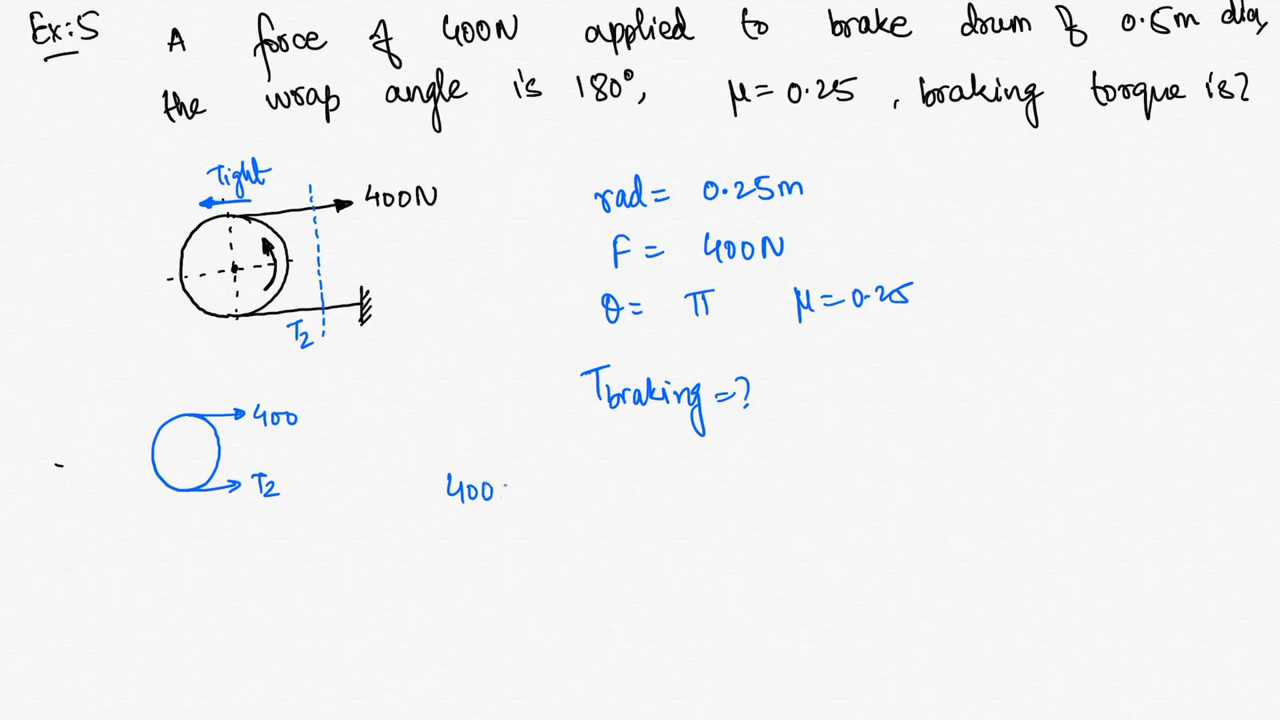 Ex:5 A force of 400N applied to brake drum of 0.5m dia,
the wrap angle is 180°, μ = 0.25, braking torque is?
Tight
400N
T2
rad = 0.25m
F = 400N
θ = π μ = 0.25
Tbraking = ?
400
T2
400